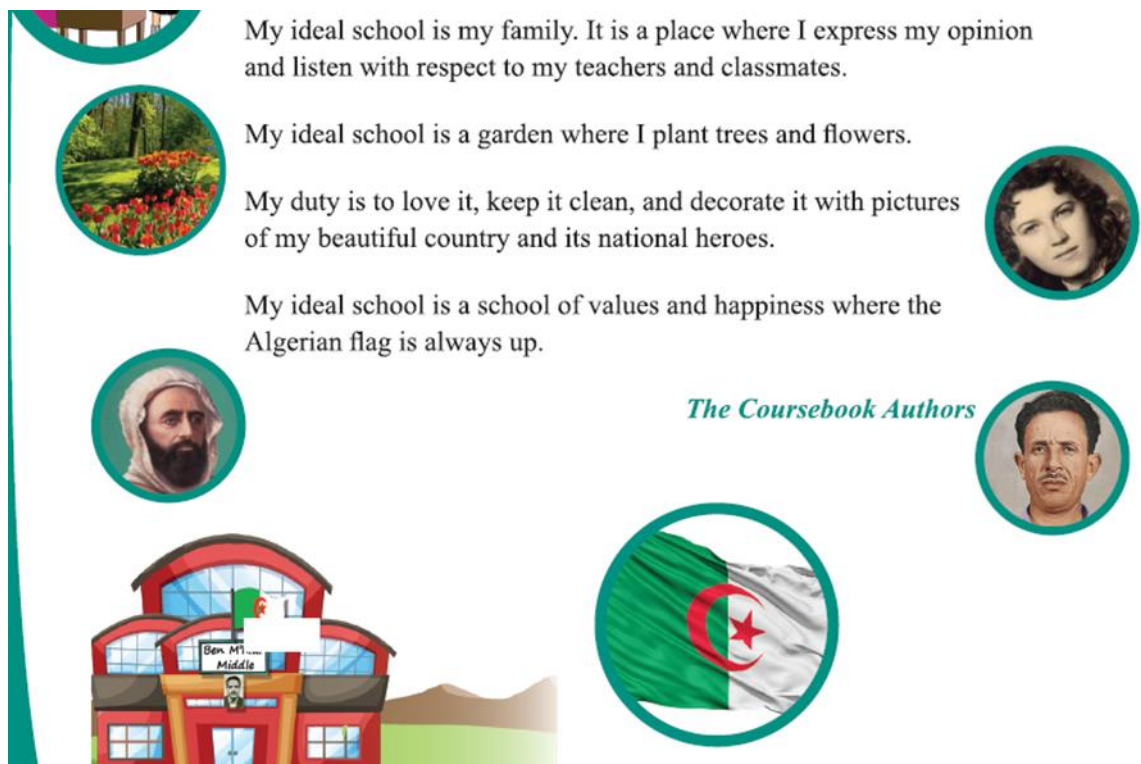 My ideal school is my family. It is a place where I express my opinion
and listen with respect to my teachers and classmates.
My ideal school is a garden where I plant trees and flowers.
My duty is to love it, keep it clean, and decorate it with pictures
of my beautiful country and its national heroes.
My ideal school is a school of values and happiness where the
Algerian flag is always up.
The Coursebook Authors
Ben
Middle